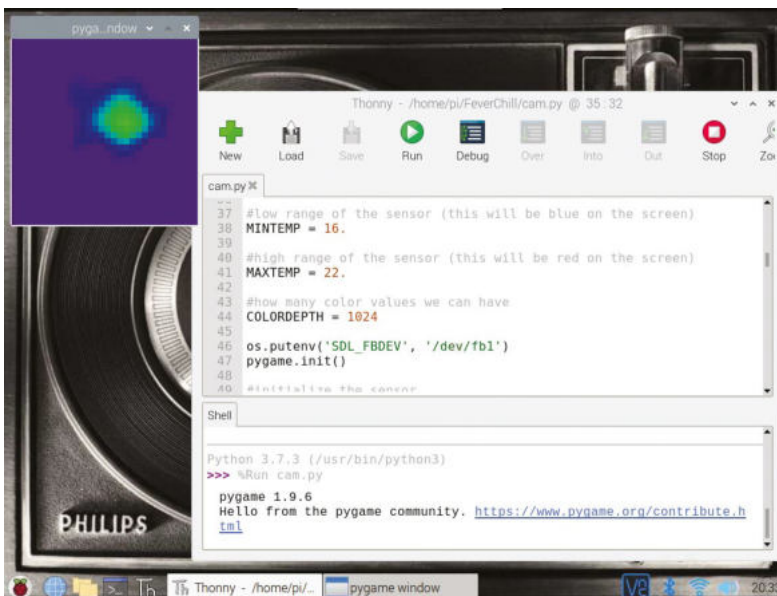 pyga...ndow
Thonny - /home/pi/FeverChill/cam.py @ 35:32
New Load Save Run Debug Over Into Out Stop
cam.py
37 #low range of the sensor (this will be blue on the screen)
38 MINTEMP = 16.
39
40 #high range of the sensor (this will be red on the screen)
41 MAXTEMP = 22.
42
43 #how many color values we can have
44 COLORDEPTH = 1024
45
46 os.putenv('SDL_FBDEV', '/dev/fb1')
47 pygame.init()
48
49 #initialize the sensor
Shell
Python 3.7.3 (/usr/bin/python3)
>>> %Run cam.py
pygame 1.9.6
Hello from the pygame community. https://www.pygame.org/contribute.h
tml
PHILIPS
Th Thonny - /home/pi/... pygame window